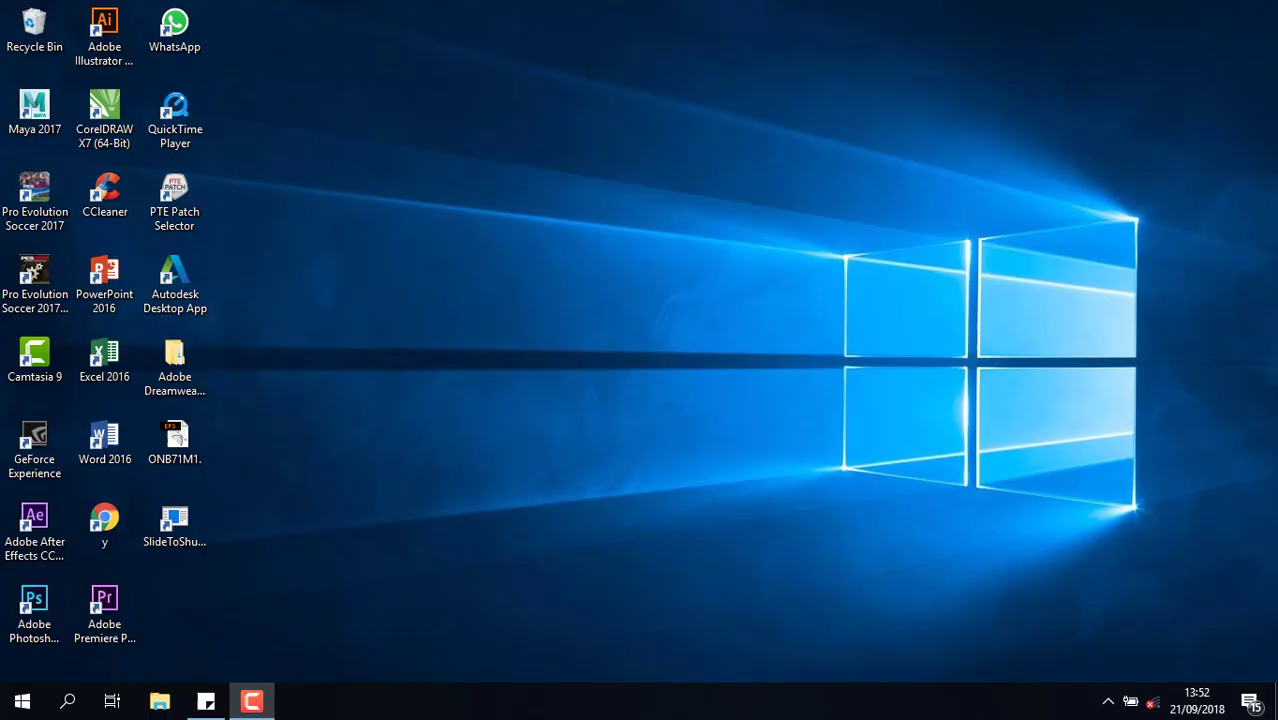 Recycle Bin
Adobe
Illustrator ...
WhatsApp
Maya 2017
CorelDRAW
X7 (64-Bit)
QuickTime
Player
Pro Evolution
Soccer 2017
CCleaner
PTE
PATCH
PTE Patch
Selector
Pro Evolution
Soccer 2017...
PowerPoint
2016
Autodesk
Desktop App
Camtasia 9
Excel 2016
Adobe
Dreamwea...
GeForce
Experience
Word 2016
EPS
ONB71M1.
Ae
Adobe After
Effects CC...
y
SlideToShu...
Ps
Adobe
Photosh...
Pr
Adobe
Premiere P...
13:52
21/09/2018
15